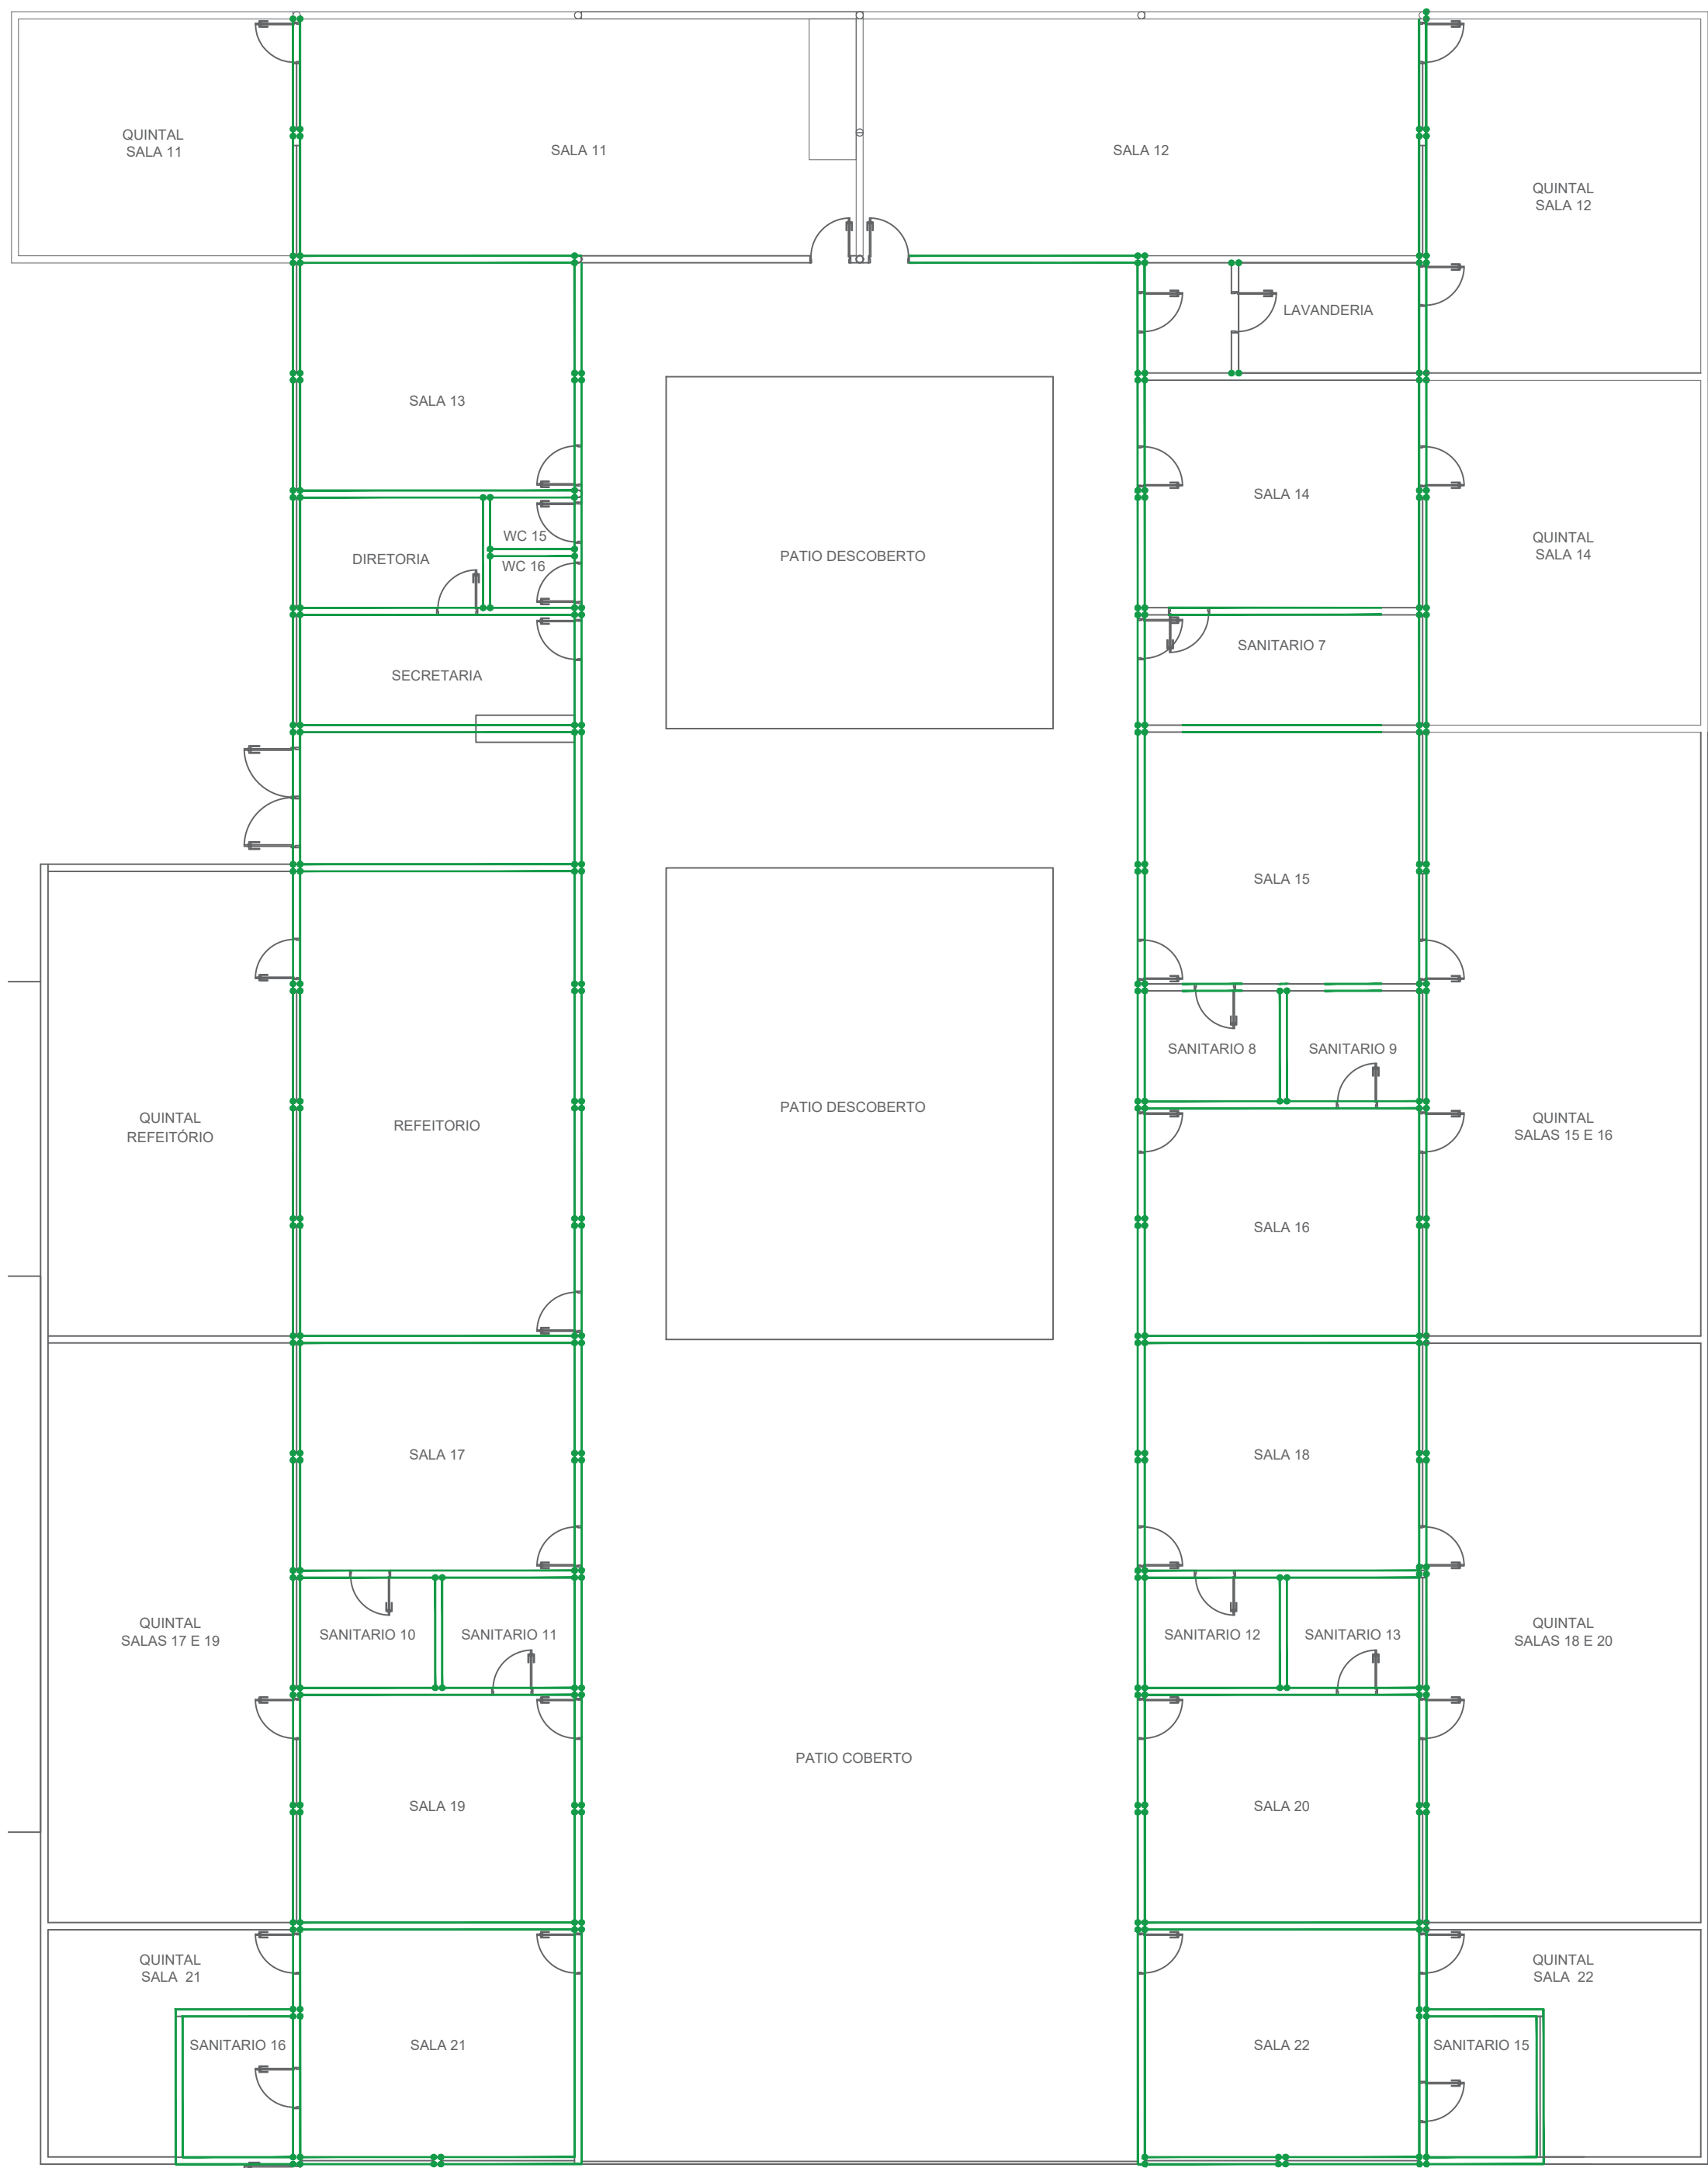 QUINTAL
SALA 11
SALA 11
SALA 12
QUINTAL
SALA 12
LAVANDERIA
SALA 13
SALA 14
WC 15
DIRETORIA
WC 16
PATIO DESCOBERTO
QUINTAL
SALA 14
SANITARIO 7
SECRETARIA
SALA 15
SANITARIO 8
SANITARIO 9
QUINTAL
REFEITÓRIO
REFEITORIO
PATIO DESCOBERTO
QUINTAL
SALAS 15 E 16
SALA 16
SALA 17
SALA 18
QUINTAL
SALAS 17 E 19
SANITARIO 10
SANITARIO 11
SANITARIO 12
SANITARIO 13
QUINTAL
SALAS 18 E 20
PATIO COBERTO
SALA 19
SALA 20
QUINTAL
SALA 21
QUINTAL
SALA 22
SANITARIO 16
SALA 21
SALA 22
SANITARIO 15